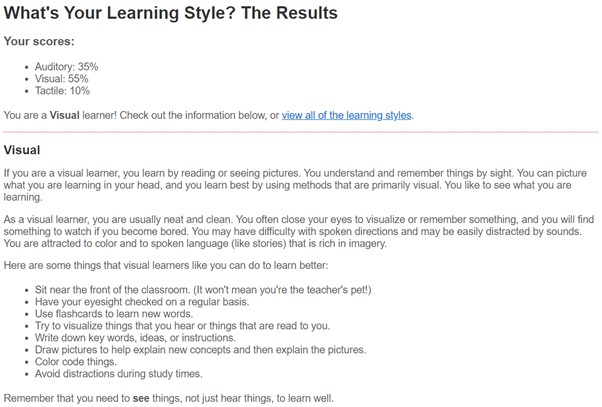 What's Your Learning Style? The Results
Your scores:
• Auditory: 35%
• Visual: 55%
• Tactile: 10%
You are a Visual learner! Check out the information below, or view all of the learning styles.
Visual
If you are a visual learner, you learn by reading or seeing pictures. You understand and remember things by sight. You can picture
what you are learning in your head, and you learn best by using methods that are primarily visual. You like to see what you are
learning.
As a visual learner, you are usually neat and clean. You often close your eyes to visualize or remember something, and you will find
something to watch if you become bored. You may have difficulty with spoken directions and may be easily distracted by sounds.
You are attracted to color and to spoken language (like stories) that is rich in imagery.
Here are some things that visual learners like you can do to learn better:
• Sit near the front of the classroom. (It won't mean you're the teacher's pet!)
• Have your eyesight checked on a regular basis.
• Use flashcards to learn new words.
• Try to visualize things that you hear or things that are read to you.
• Write down key words, ideas, or instructions.
• Draw pictures to help explain new concepts and then explain the pictures.
• Color code things.
• Avoid distractions during study times.
Remember that you need to see things, not just hear things, to learn well.